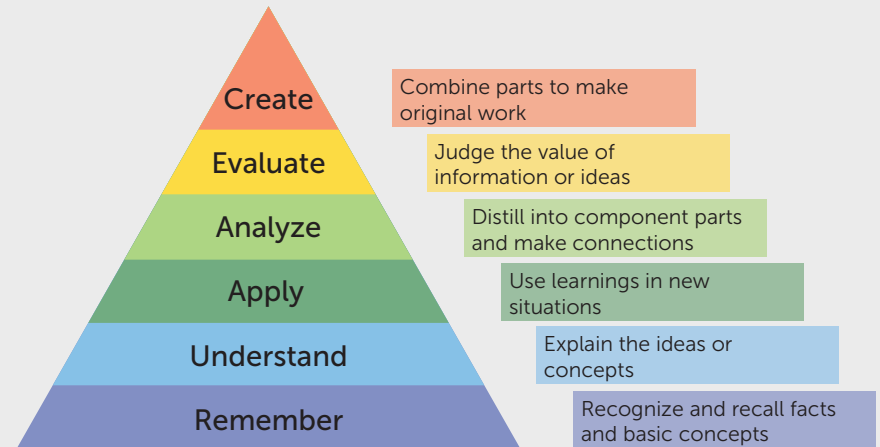 Create
Combine parts to make
original work
Evaluate
Judge the value of
information or ideas
Analyze
Distill into component parts
and make connections
Apply
Use learnings in new
situations
Understand
Explain the ideas or
concepts
Remember
Recognize and recall facts
and basic concepts